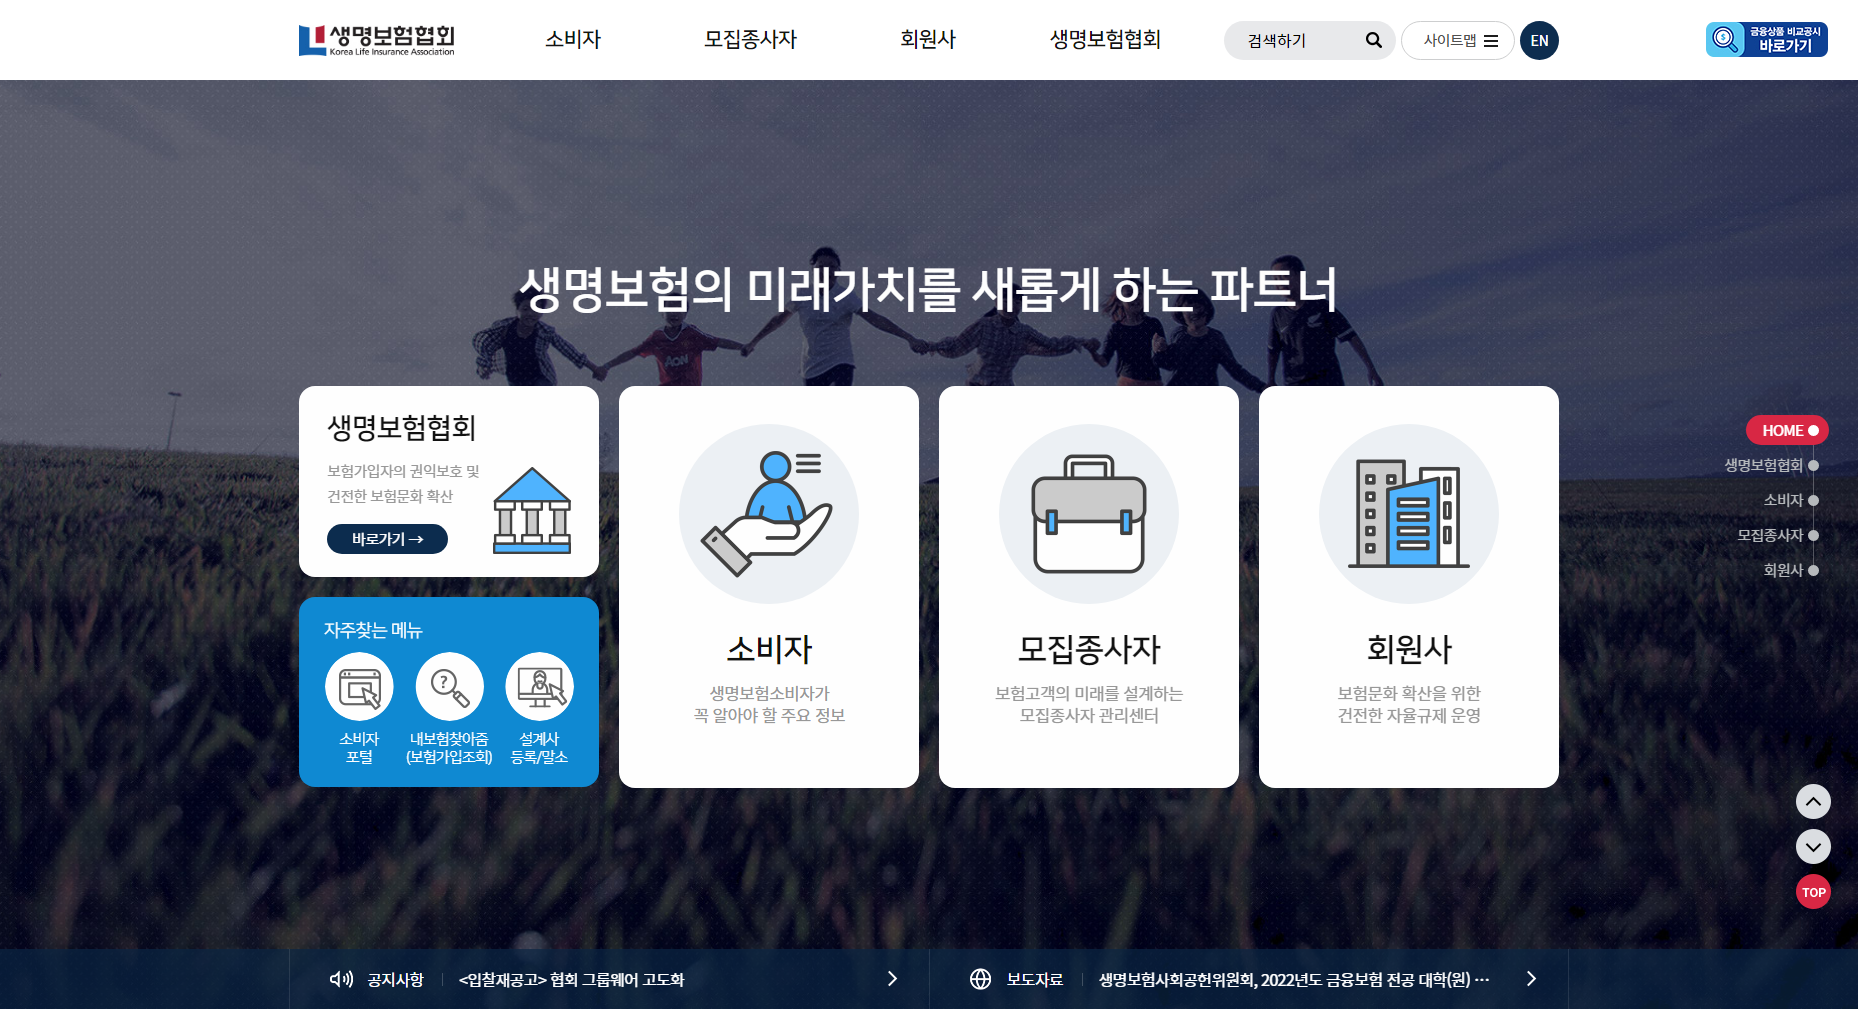 생명보험협회
Korea Life Insurance Association
소비자
모집종사자
회원사
생명보험협회
검색하기
사이트맵
EN
금융상품 비교공시
바로가기
생명보험의 미래가치를 새롭게 하는 파트너
AON
생명보험협회
보험가입자의 권익보호 및
건전한 보험문화 확산
바로가기 →
자주찾는 메뉴
소비자
포털
내보험찾아줌
(보험가입조회)
설계사
등록/말소
소비자
생명보험소비자가
꼭 알아야 할 주요 정보
모집종사자
보험고객의 미래를 설계하는
모집종사자 관리센터
회원사
보험문화 확산을 위한
건전한 자율규제 운영
HOME
생명보험협회
소비자
모집종사자
회원사
TOP
공지사항
<입찰재공고> 협회 그룹웨어 고도화
보도자료
생명보험사회공헌위원회, 2022년도 금융보험 전공 대학(원) ···